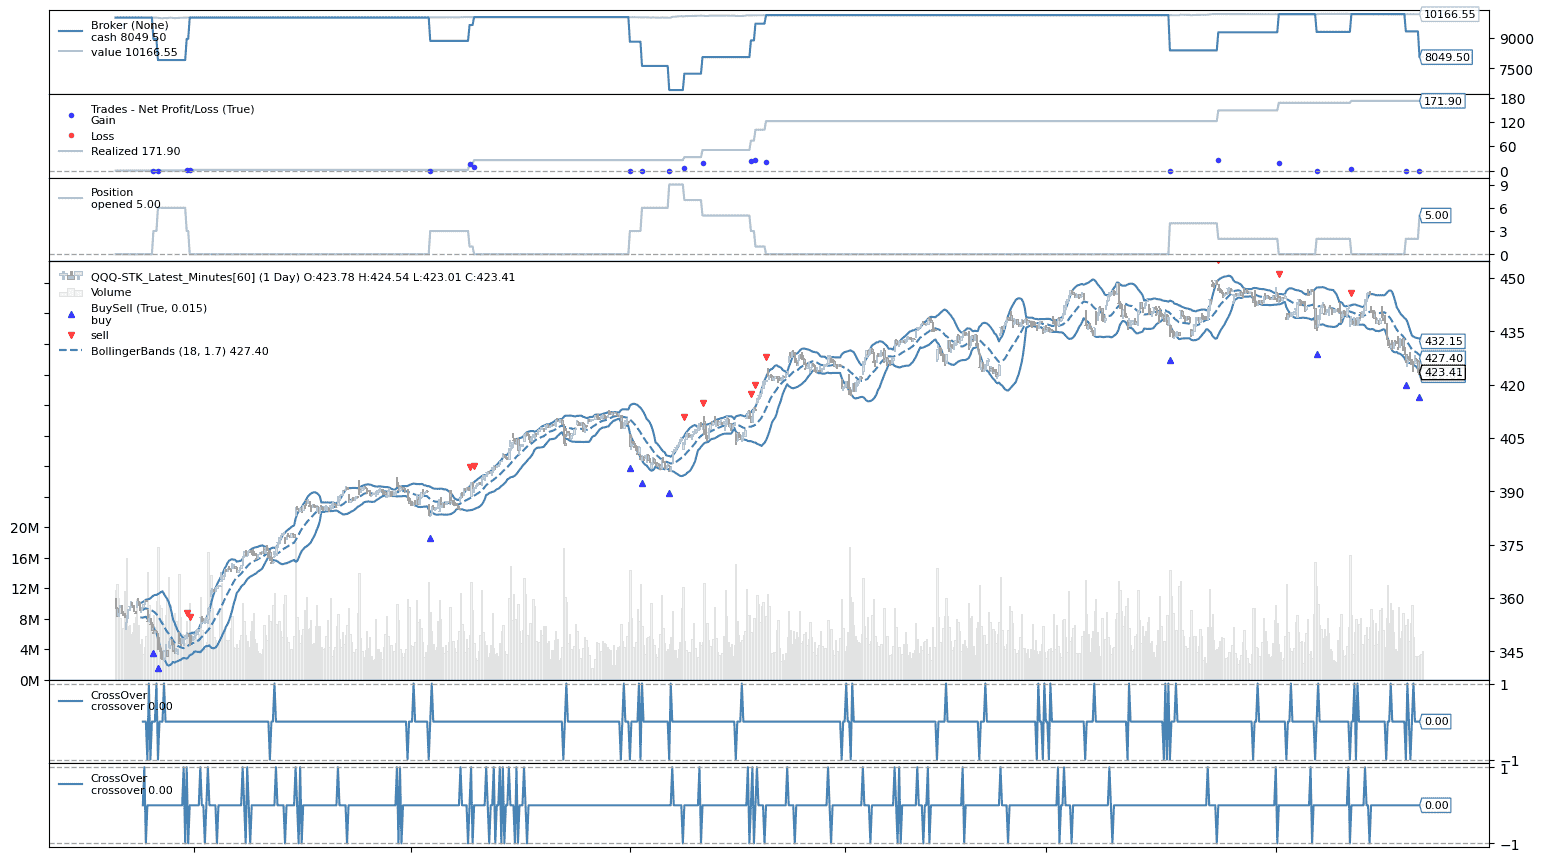 Broker (None)
cash 8049.50
value 10166.55
10166.55
9000
8049.50
7500
Trades - Net Profit/Loss (True)
Gain
Loss
Realized 171.90
180
171.90
120
60
0
Position
opened 5.00
9
6
5.00
3
0
QQQ-STK_Latest_Minutes[60] (1 Day) O:423.78 H:424.54 L:423.01 C:423.41
Volume
BuySell (True, 0.015)
buy
sell
BollingerBands (18, 1.7) 427.40
450
435
432.15
427.40
423.41
420
405
390
375
360
345
20M
16M
12M
8M
4M
0M
CrossOver
crossover 0.00
1
0.00
−1
CrossOver
crossover 0.00
1
0.00
−1